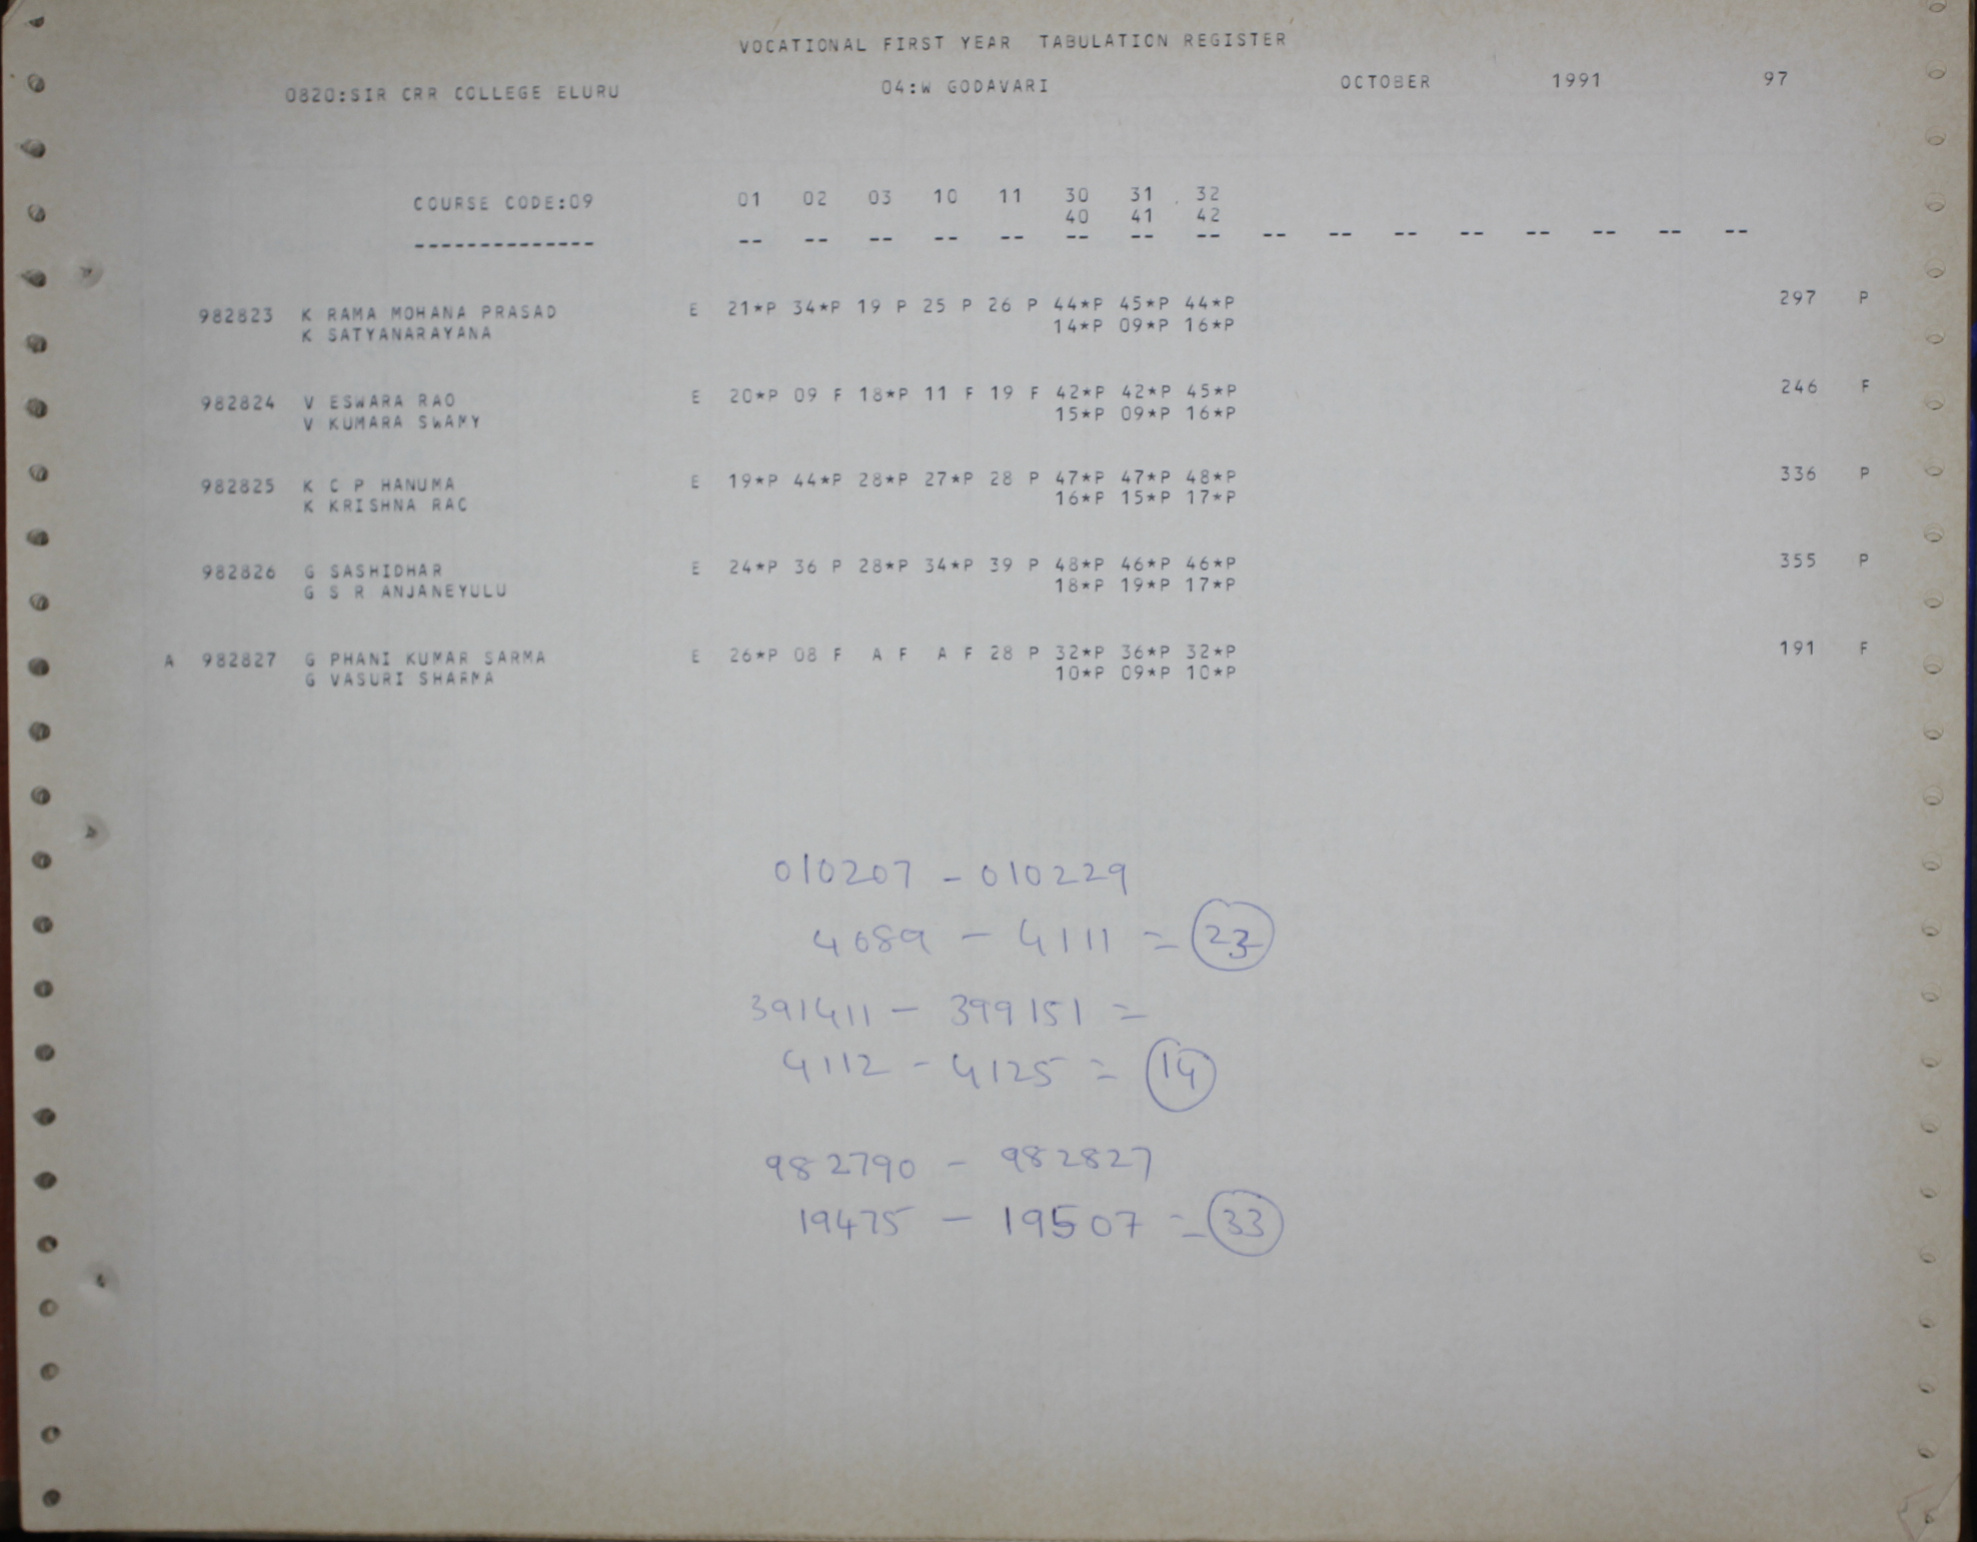 VOCATIONAL FIRST YEAR TABULATION REGISTER
0820:SIR CRR COLLEGE ELURU 04:W GODAVARI OCTOBER 1991 97
COURSE CODE:09 01 02 03 10 11 30 31 . 32
40 41 42
-------------- -- -- -- -- -- -- -- -- -- -- -- -- -- -- -- --
982823 K RAMA MOHANA PRASAD E 21*P 34*P 19 P 25 P 26 P 44*P 45*P 44*P 297 P
K SATYANARAYANA 14*P 09*P 16*P
982824 V ESWARA RAO E 20*P 09 F 18*P 11 F 19 F 42*P 42*P 45*P 246 F
V KUMARA SWAMY 15*P 09*P 16*P
982825 K C P HANUMA E 19*P 44*P 28*P 27*P 28 P 47*P 47*P 48*P 336 P
K KRISHNA RAO 16*P 15*P 17*P
982826 G SASHIDHAR E 24*P 36 P 28*P 34*P 39 P 48*P 46*P 46*P 355 P
G S R ANJANEYULU 18*P 19*P 17*P
A 982827 G PHANI KUMAR SARMA E 26*P 08 F A F A F 28 P 32*P 36*P 32*P 191 F
G VASURI SHARMA 10*P 09*P 10*P
010207 - 010229
4089 - 4111 = 23
391411 - 399151 =
4112 - 4125 = 14
982790 - 982827
19475 - 19507 = 33